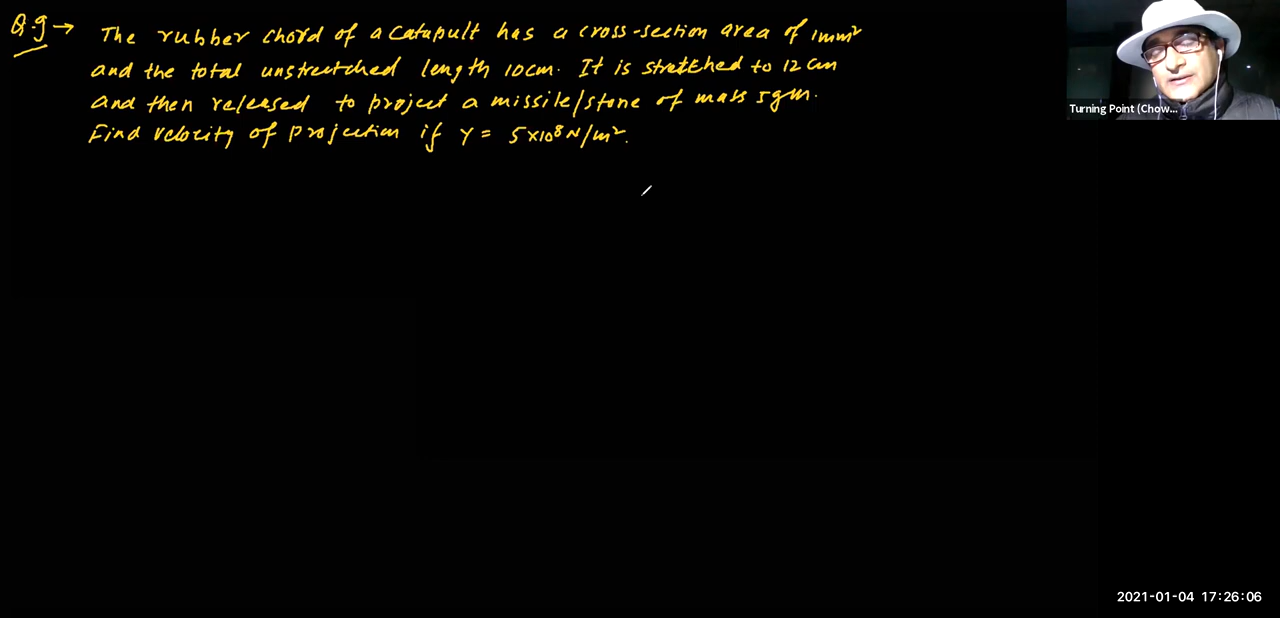 Q.9→ The rubber chord of a catapult has a cross-section area of 1mm²
and the total unstretched length 10cm. It is stretched to 12 cm
and then released to project a missile/stone of mass 5gm.
Find velocity of projection if Y = 5×10⁸ N/m².
Turning Point (Chow...
2021-01-04 17:26:06